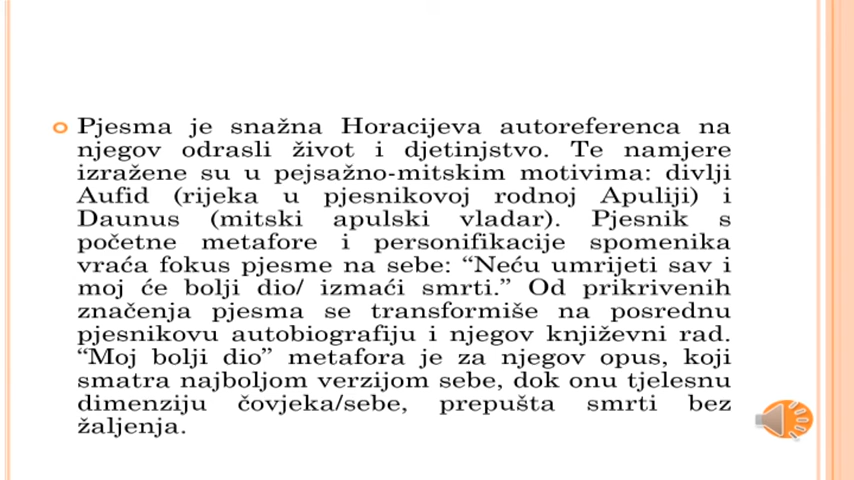 Pjesma je snažna Horacijeva autoreferenca na
njegov odrasli život i djetinjstvo. Te namjere
izražene su u pejsažno-mitskim motivima: divlji
Aufid (rijeka u pjesnikovoj rodnoj Apuliji) i
Daunus (mitski apulski vladar). Pjesnik s
početne metafore i personifikacije spomenika
vraća fokus pjesme na sebe: “Neću umrijeti sav i
moj će bolji dio/ izmaći smrti.” Od prikrivenih
značenja pjesma se transformiše na posrednu
pjesnikovu autobiografiju i njegov književni rad.
“Moj bolji dio” metafora je za njegov opus, koji
smatra najboljom verzijom sebe, dok onu tjelesnu
dimenziju čovjeka/sebe, prepušta smrti bez
žaljenja.